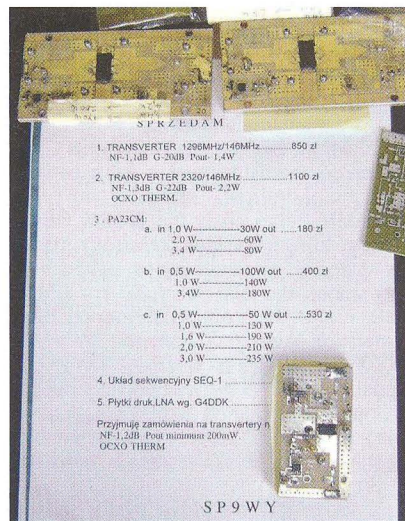 SPRZEDAM
1. TRANSVERTER 1296MHz/146MHz..........850 zł
NF-1,1dB G-20dB Pout- 1,4W
2. TRANSVERTER 2320/146MHz ...............1100 zł
NF-1,3dB G-22dB Pout- 2,2W
OCXO THERM.
3. PA23CM:
a. in 1,0 W---------------30W out ......180 zł
2,0 W---------------60W
3,4 W---------------80W
b. in 0,5 W---------------100W out ......400 zł
1,0 W---------------140W
3,4W---------------180W
c. in 0,5 W---------------50 W out ...530 zł
1,0 W---------------130 W
1,6 W---------------190 W
2,0 W---------------210 W
3,0 W---------------235 W
4. Układ sekwencyjny SEQ-1 ............
5. Płytki druk,LNA wg. G4DDK
Przyjmuję zamówienia na transvertery
NF-1,2dB Pout minimum 200mW.
OCXO THERM
SP9WY